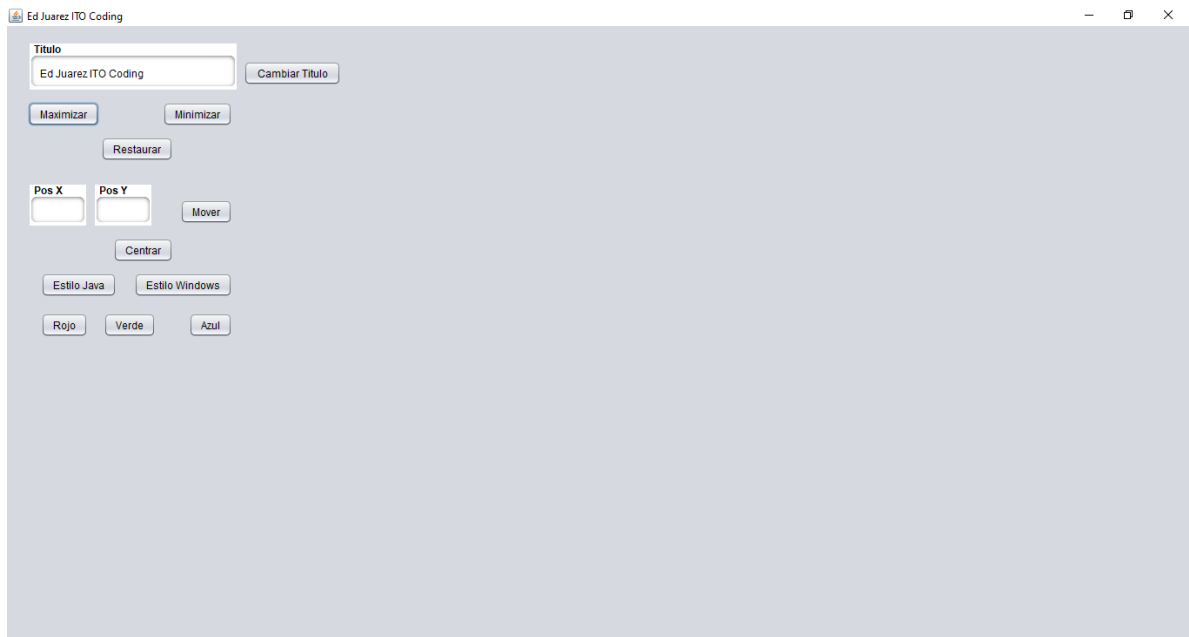 Ed Juarez ITO Coding
Titulo
Ed Juarez ITO Coding
Cambiar Titulo
Maximizar Minimizar
Restaurar
Pos X Pos Y
Mover
Centrar
Estilo Java Estilo Windows
Rojo Verde Azul